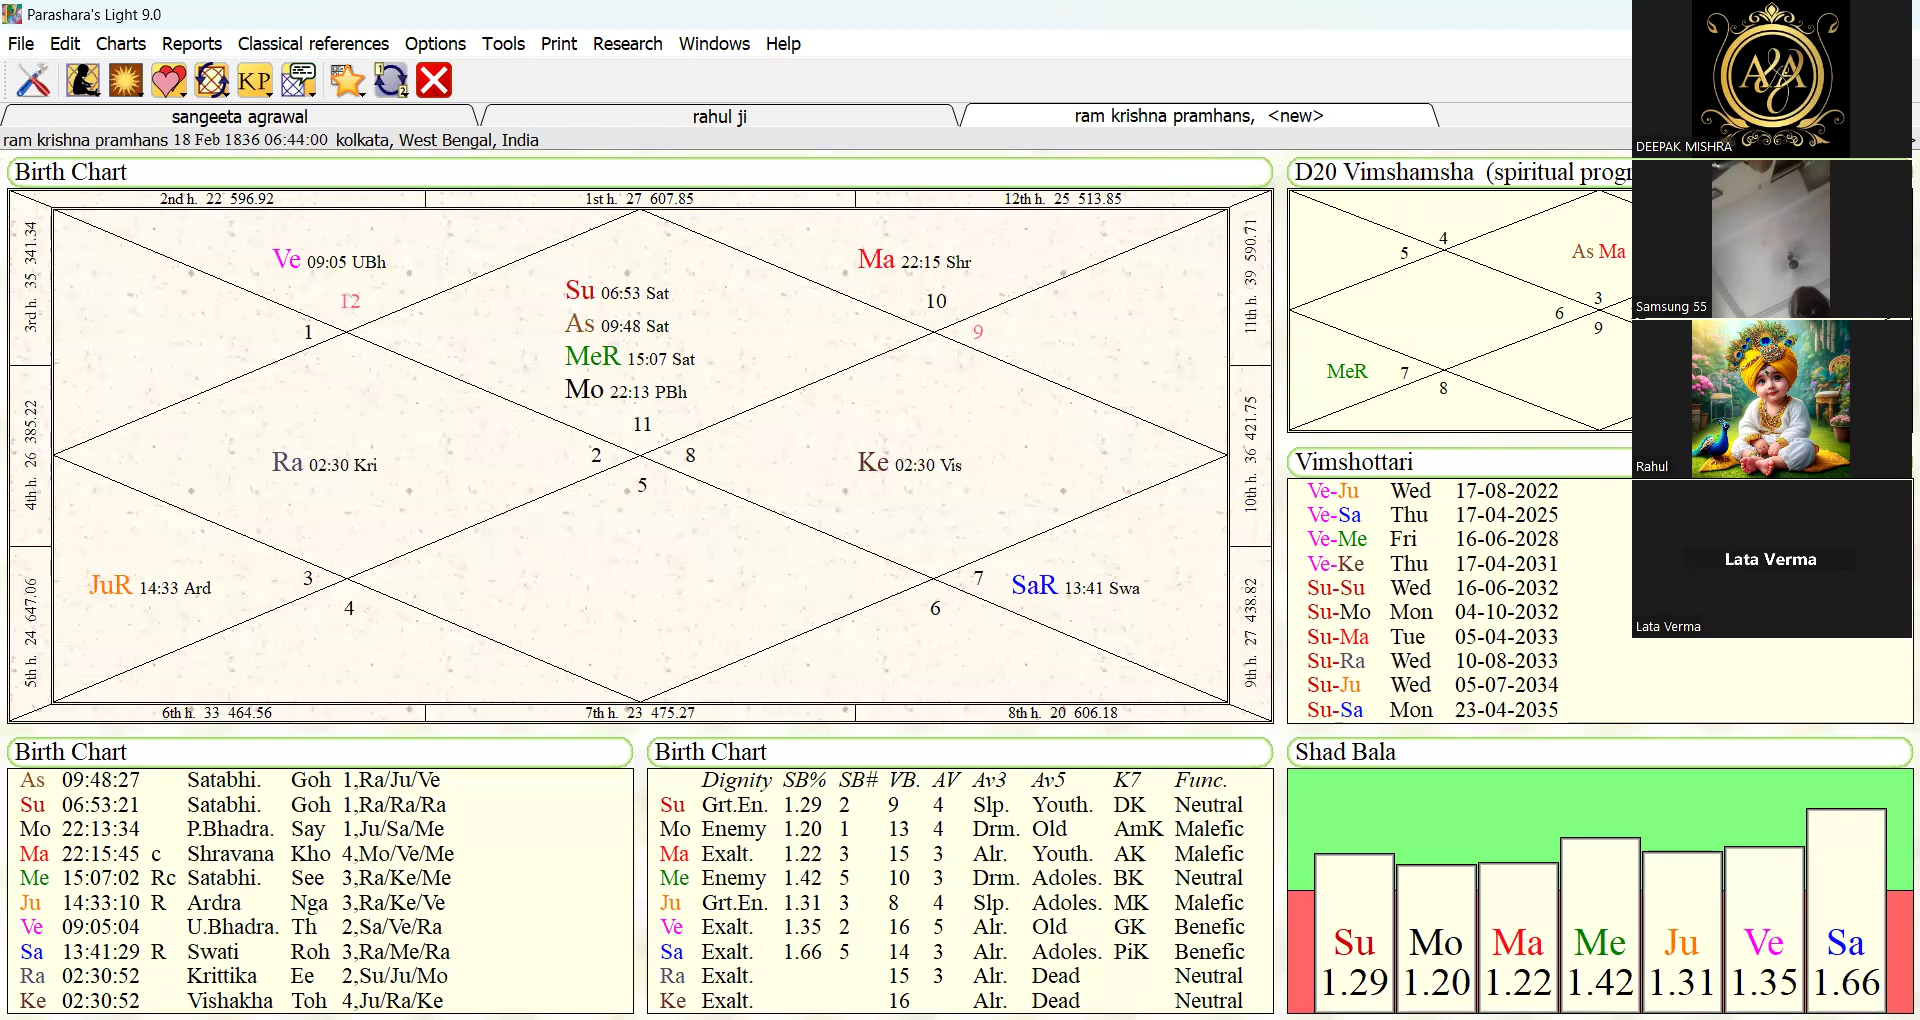 Parashara's Light 9.0
File Edit Charts Reports Classical references Options Tools Print Research Windows Help
KP
sangeeta agrawal
rahul ji
ram krishna pramhans, <new>
ram krishna pramhans 18 Feb 1836 06:44:00 kolkata, West Bengal, India
Birth Chart
2nd h. 22 596.92
1st h. 27 607.85
12th h. 25 513.85
3rd h. 35 341.34
4th h. 26 385.22
5th h. 24 647.06
11th h. 39 590.71
10th h. 36 421.75
9th h. 27 438.82
6th h. 33 464.56
7th h. 23 475.27
8th h. 20 606.18
Ve 09:05 UBh
12
1
Su 06:53 Sat
As 09:48 Sat
MeR 15:07 Sat
Mo 22:13 PBh
11
Ma 22:15 Shr
10
9
Ra 02:30 Kri
2
8
5
Ke 02:30 Vis
JuR 14:33 Ard
3
4
7
6
SaR 13:41 Swa
D20 Vimshamsha (spiritual progr
4
5
As Ma
3
6
9
MeR
7
8
Vimshottari
Ve-Ju Wed 17-08-2022
Ve-Sa Thu 17-04-2025
Ve-Me Fri 16-06-2028
Ve-Ke Thu 17-04-2031
Su-Su Wed 16-06-2032
Su-Mo Mon 04-10-2032
Su-Ma Tue 05-04-2033
Su-Ra Wed 10-08-2033
Su-Ju Wed 05-07-2034
Su-Sa Mon 23-04-2035
Birth Chart
As 09:48:27 Satabhi. Goh 1,Ra/Ju/Ve
Su 06:53:21 Satabhi. Goh 1,Ra/Ra/Ra
Mo 22:13:34 P.Bhadra. Say 1,Ju/Sa/Me
Ma 22:15:45 c Shravana Kho 4,Mo/Ve/Me
Me 15:07:02 Rc Satabhi. See 3,Ra/Ke/Me
Ju 14:33:10 R Ardra Nga 3,Ra/Ke/Ve
Ve 09:05:04 U.Bhadra. Th 2,Sa/Ve/Ra
Sa 13:41:29 R Swati Roh 3,Ra/Me/Ra
Ra 02:30:52 Krittika Ee 2,Su/Ju/Mo
Ke 02:30:52 Vishakha Toh 4,Ju/Ra/Ke
Birth Chart
Dignity SB% SB# VB. AV Av3 Av5 K7 Func.
Su Grt.En. 1.29 2 9 4 Slp. Youth. DK Neutral
Mo Enemy 1.20 1 13 4 Drm. Old AmK Malefic
Ma Exalt. 1.22 3 15 3 Alr. Youth. AK Malefic
Me Enemy 1.42 5 10 3 Drm. Adoles. BK Neutral
Ju Grt.En. 1.31 3 8 4 Slp. Adoles. MK Malefic
Ve Exalt. 1.35 2 16 5 Alr. Old GK Benefic
Sa Exalt. 1.66 5 14 3 Alr. Adoles. PiK Benefic
Ra Exalt. 15 3 Alr. Dead Neutral
Ke Exalt. 16 Alr. Dead Neutral
Shad Bala
Su Mo Ma Me Ju Ve Sa
1.29 1.20 1.22 1.42 1.31 1.35 1.66
DEEPAK MISHRA
Samsung 55
Rahul
Lata Verma
Lata Verma